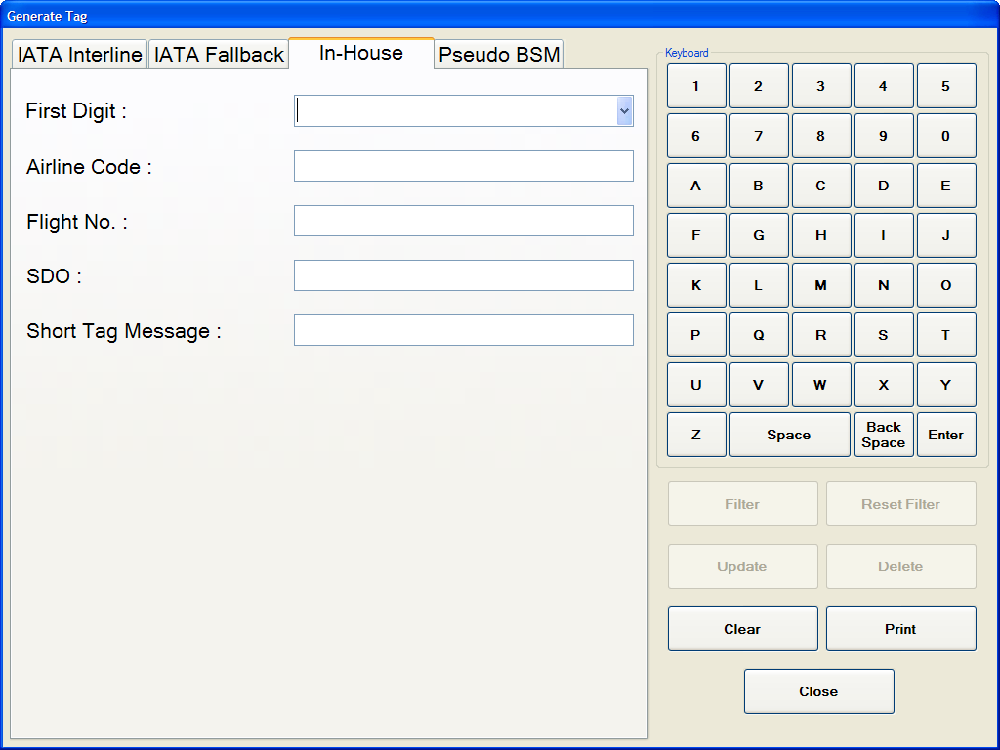 Generate Tag
IATA Interline IATA Fallback In-House Pseudo BSM
First Digit :
Airline Code :
Flight No. :
SDO :
Short Tag Message :
Keyboard
1 2 3 4 5
6 7 8 9 0
A B C D E
F G H I J
K L M N O
P Q R S T
U V W X Y
Z Space Back Space Enter
Filter Reset Filter
Update Delete
Clear Print
Close